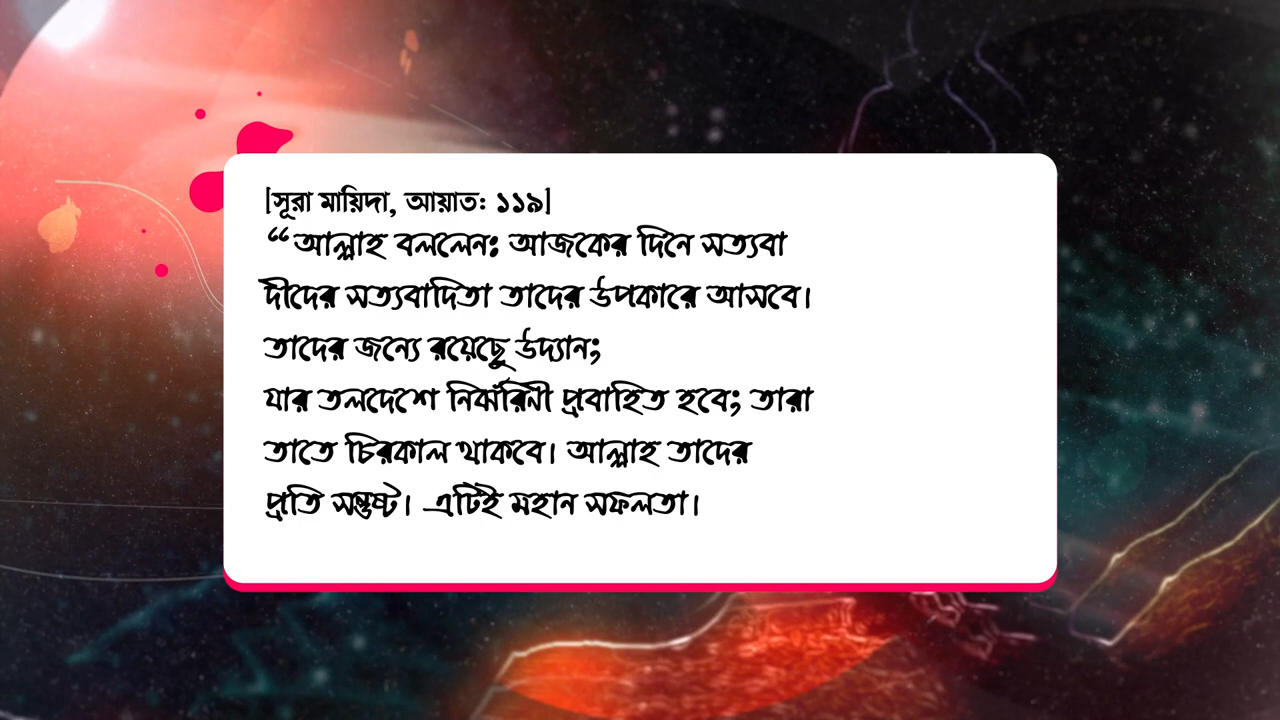 [সূরা মায়িদা, আয়াত: ১১৯]
“আল্লাহ বললেনঃ আজকের দিনে সত্যবা
দীদের সত্যবাদিতা তাদের উপকারে আসবে।
তাদের জন্যে রয়েছে উদ্যান;
যার তলদেশে নির্ঝরিনী প্রবাহিত হবে; তারা
তাতে চিরকাল থাকবে। আল্লাহ তাদের
প্রতি সন্তুষ্ট। এটিই মহান সফলতা।